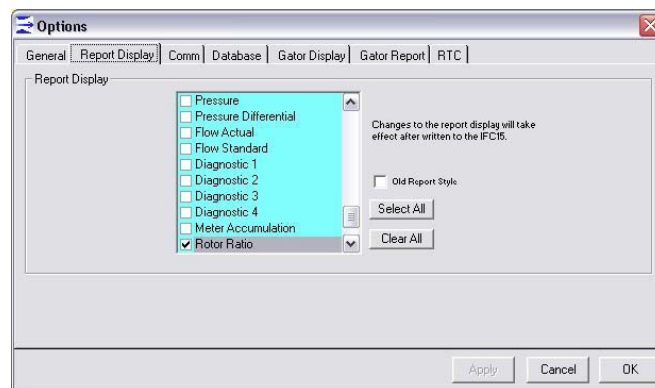 Options
General Report Display Comm Database Gator Display Gator Report RTC
Report Display
Pressure
Pressure Differential
Flow Actual
Flow Standard
Diagnostic 1
Diagnostic 2
Diagnostic 3
Diagnostic 4
Meter Accumulation
Rotor Ratio
Changes to the report display will take
effect after written to the IFC15.
Old Report Style
Select All
Clear All
Apply Cancel OK